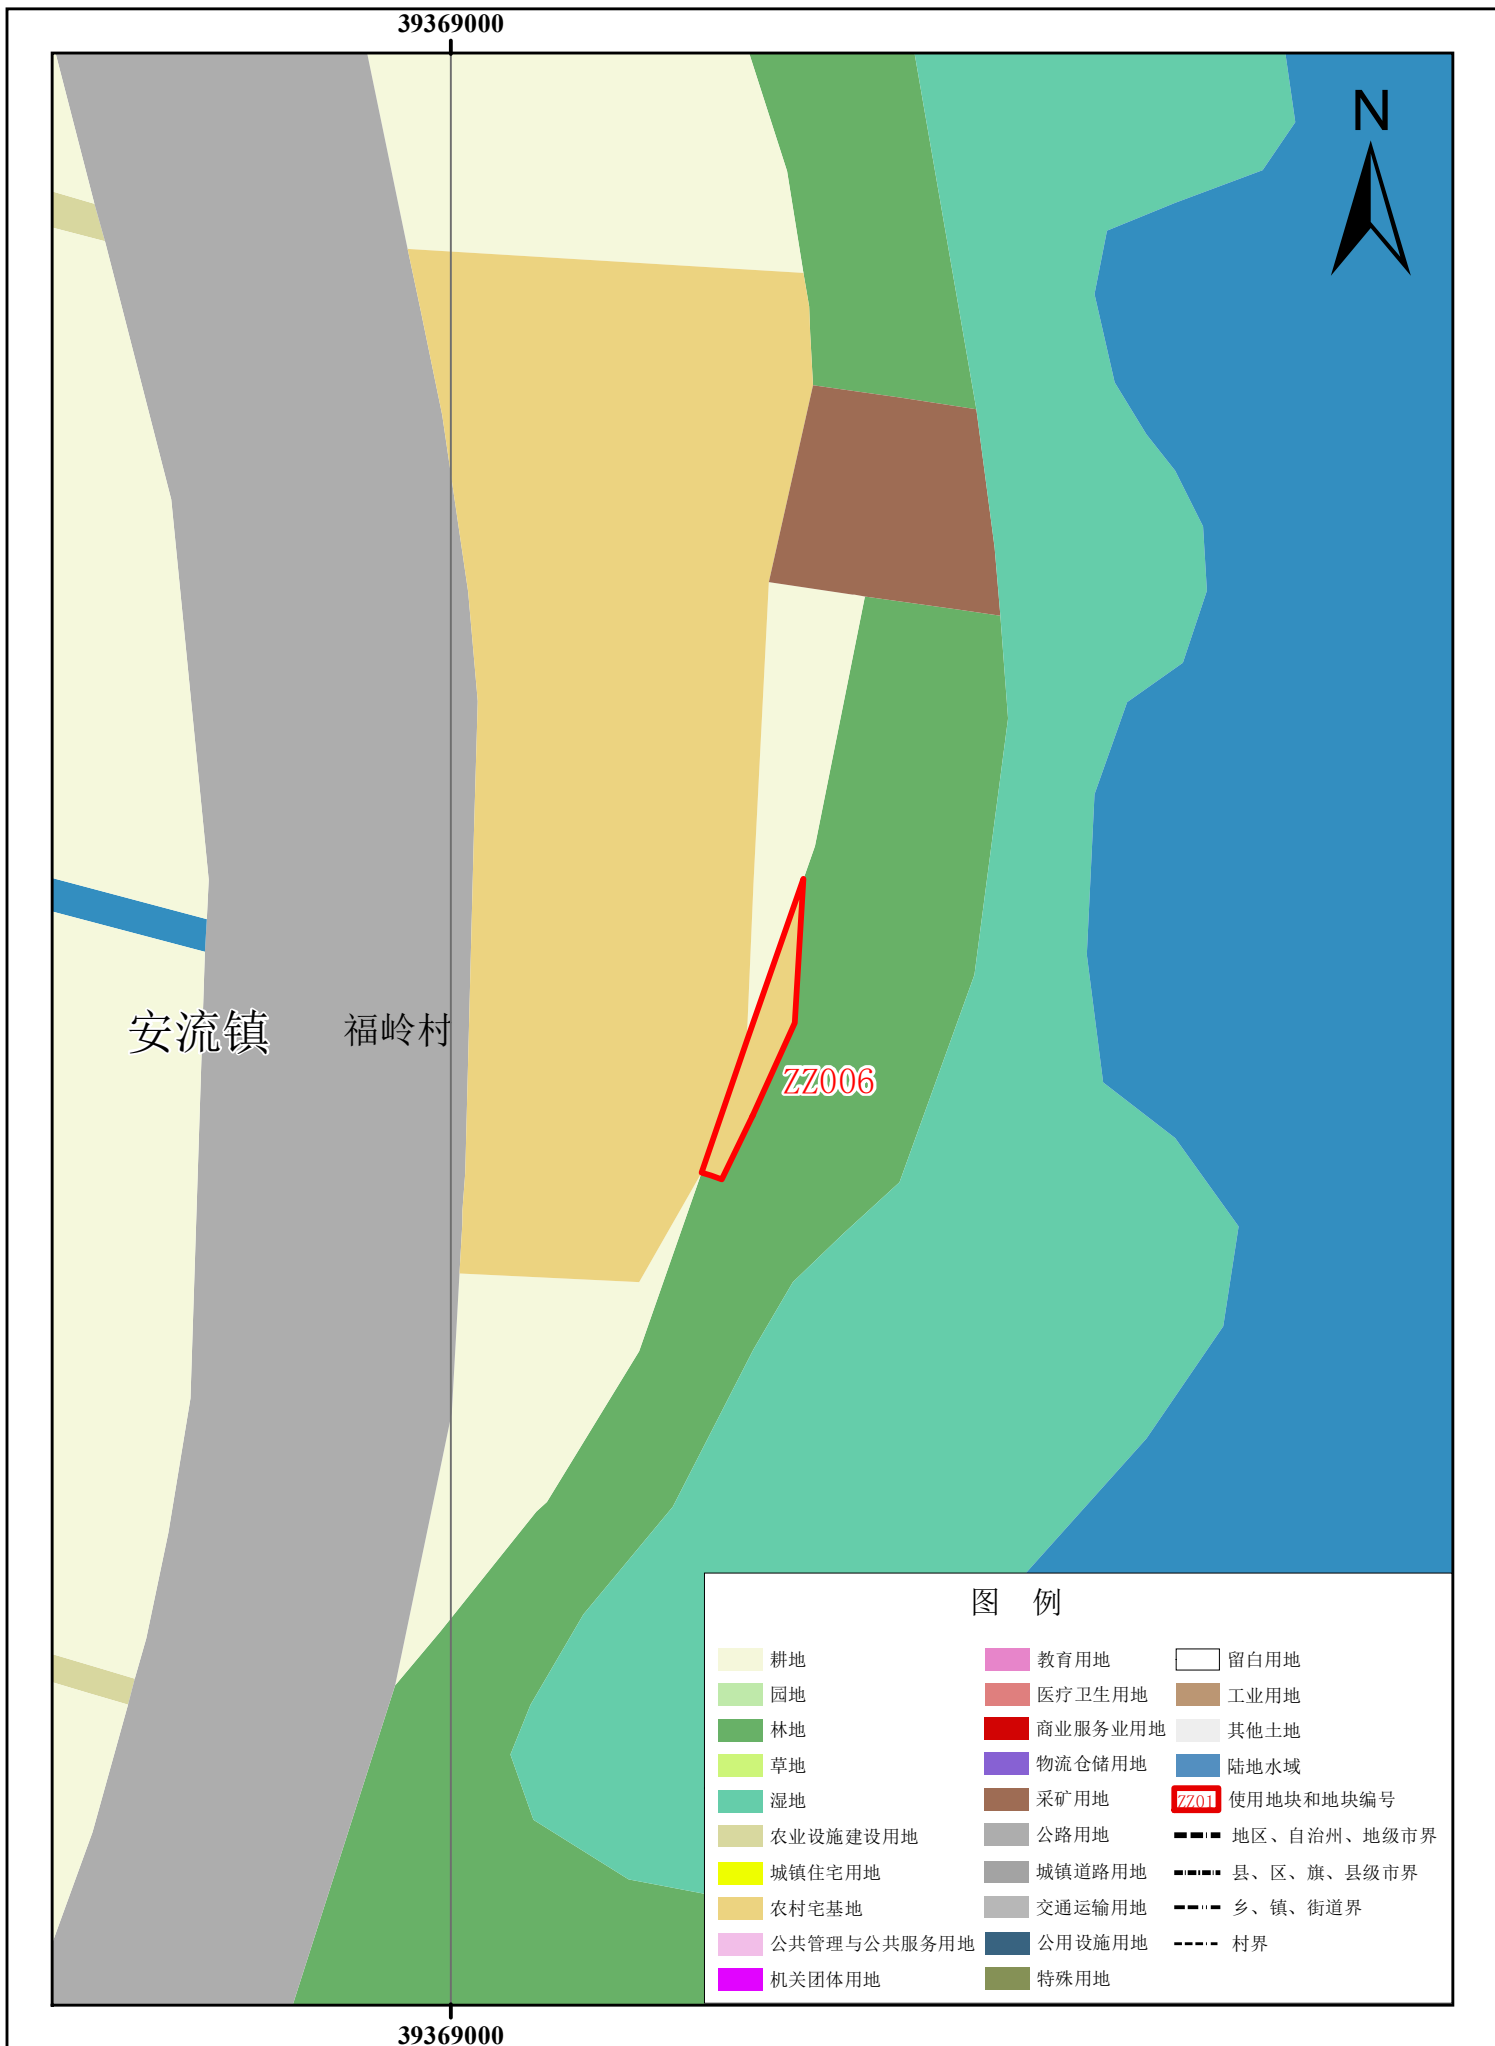 39369000
N
安流镇
福岭村
ZZ006
图 例
耕地
园地
林地
草地
湿地
农业设施建设用地
城镇住宅用地
农村宅基地
公共管理与公共服务用地
机关团体用地
教育用地
医疗卫生用地
商业服务业用地
物流仓储用地
采矿用地
公路用地
城镇道路用地
交通运输用地
公用设施用地
特殊用地
留白用地
工业用地
其他土地
陆地水域
ZZ01 使用地块和地块编号
地区、自治州、地级市界
县、区、旗、县级市界
乡、镇、街道界
村界
39369000